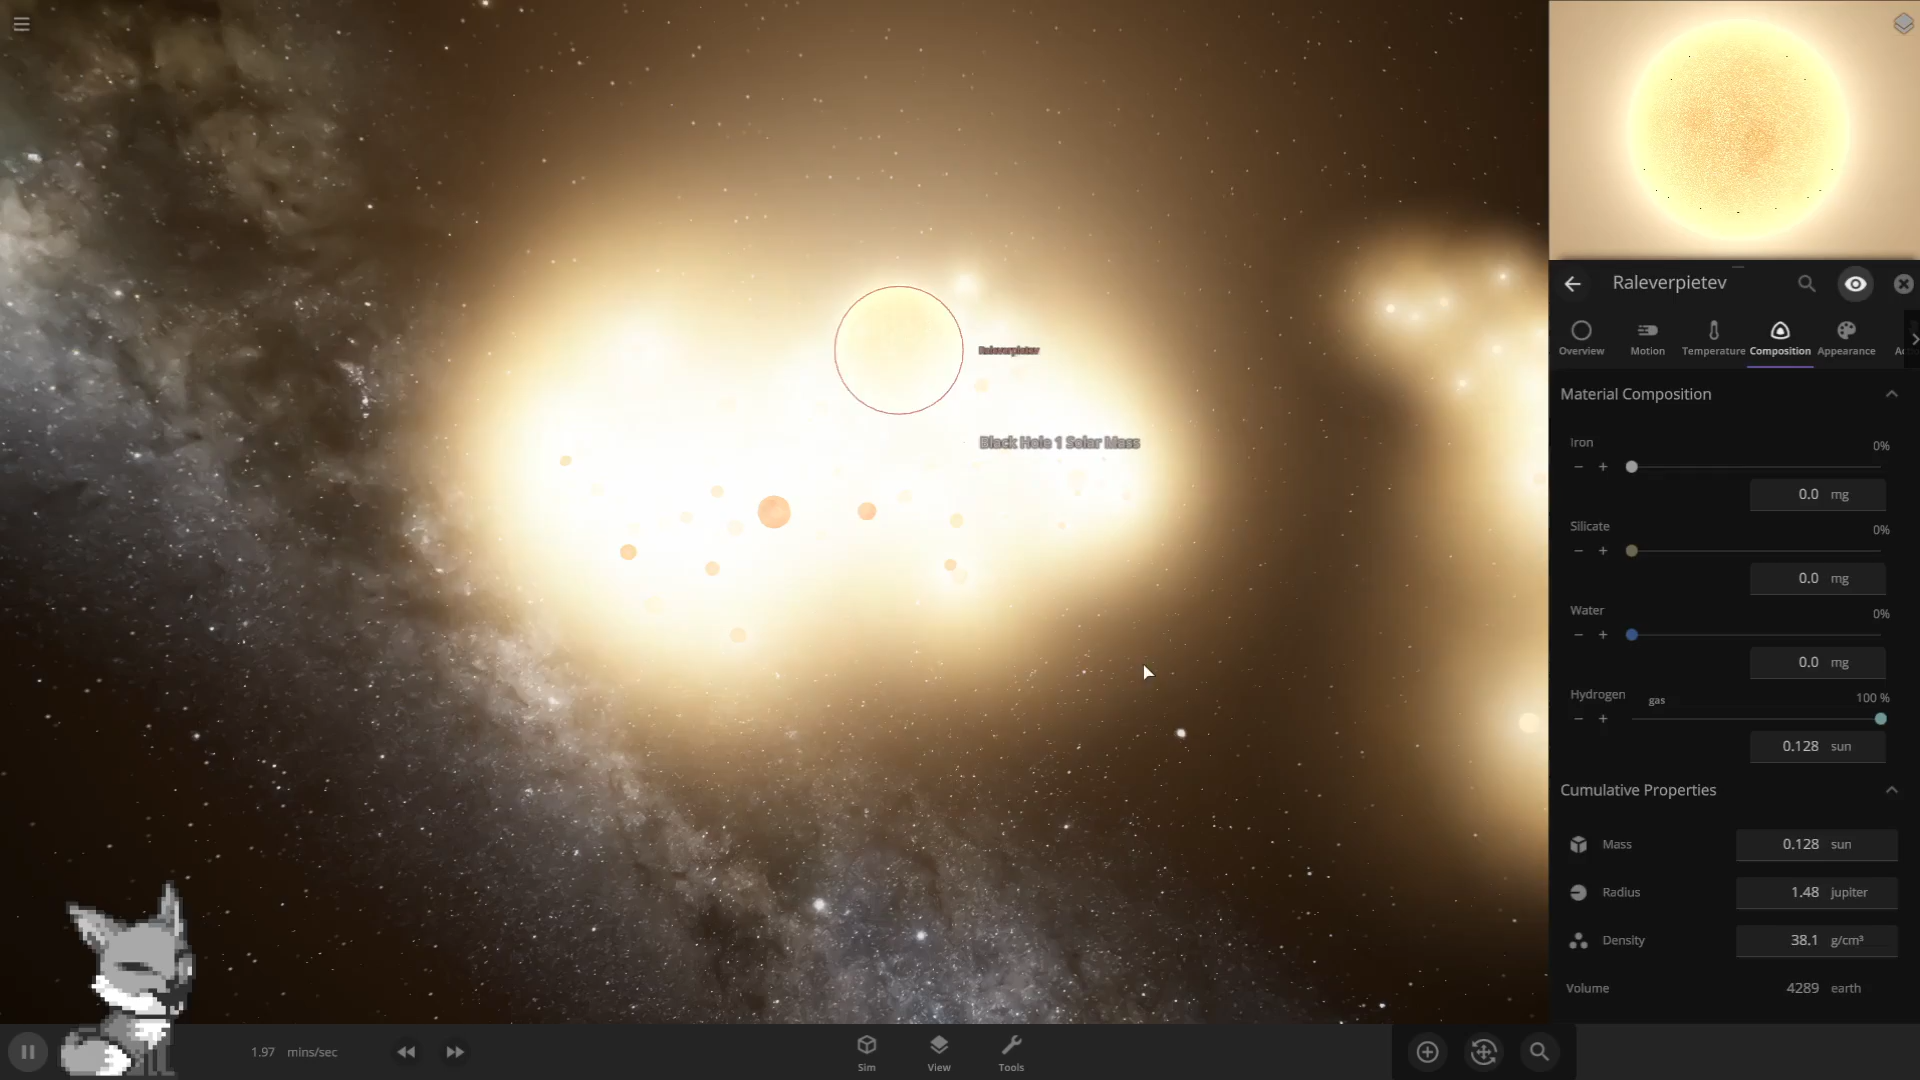 Raleverpietev
Overview
Motion
Temperature
Composition
Appearance
Raleverpietev
Black Hole 1 Solar Mass
Material Composition
Iron
0%
0.0 mg
Silicate
0%
0.0 mg
Water
0%
0.0 mg
Hydrogen
gas
100 %
0.128 sun
Cumulative Properties
Mass 0.128 sun
Radius 1.48 jupiter
Density 38.1 g/cm³
Volume 4289 earth
1.97 mins/sec
Sim
View
Tools